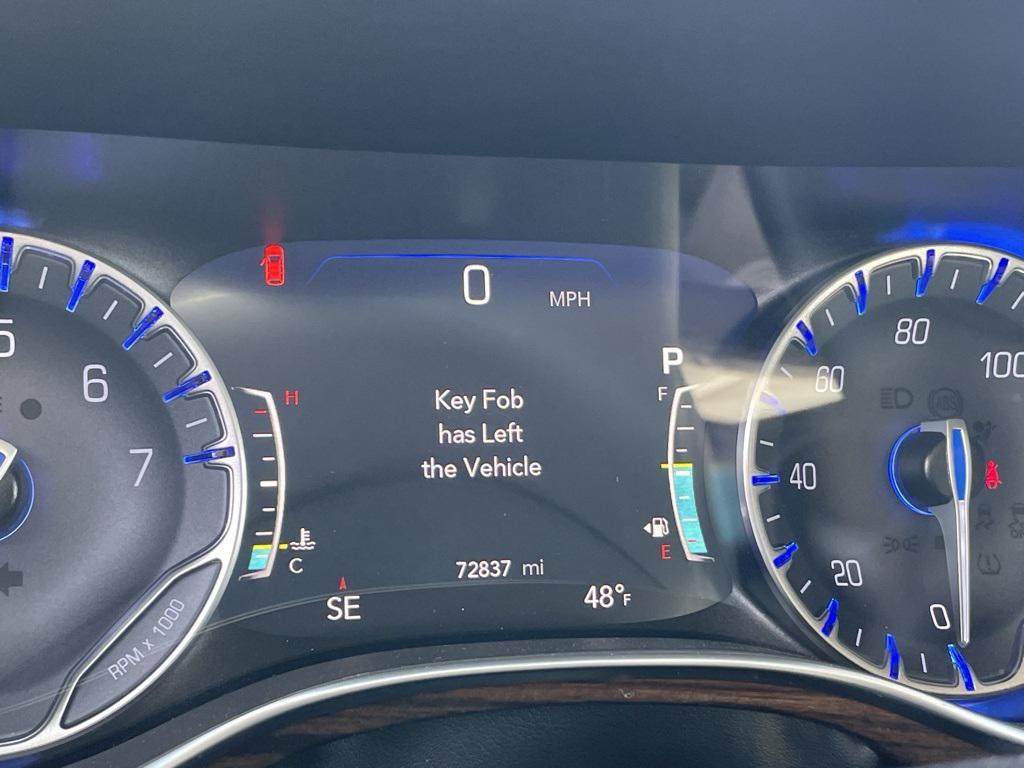 0
MPH
P
F
H
Key Fob
has Left
the Vehicle
E
C
72837 mi
SE
48°F
5
6
7
RPM x 1000
0
20
40
60
80
100